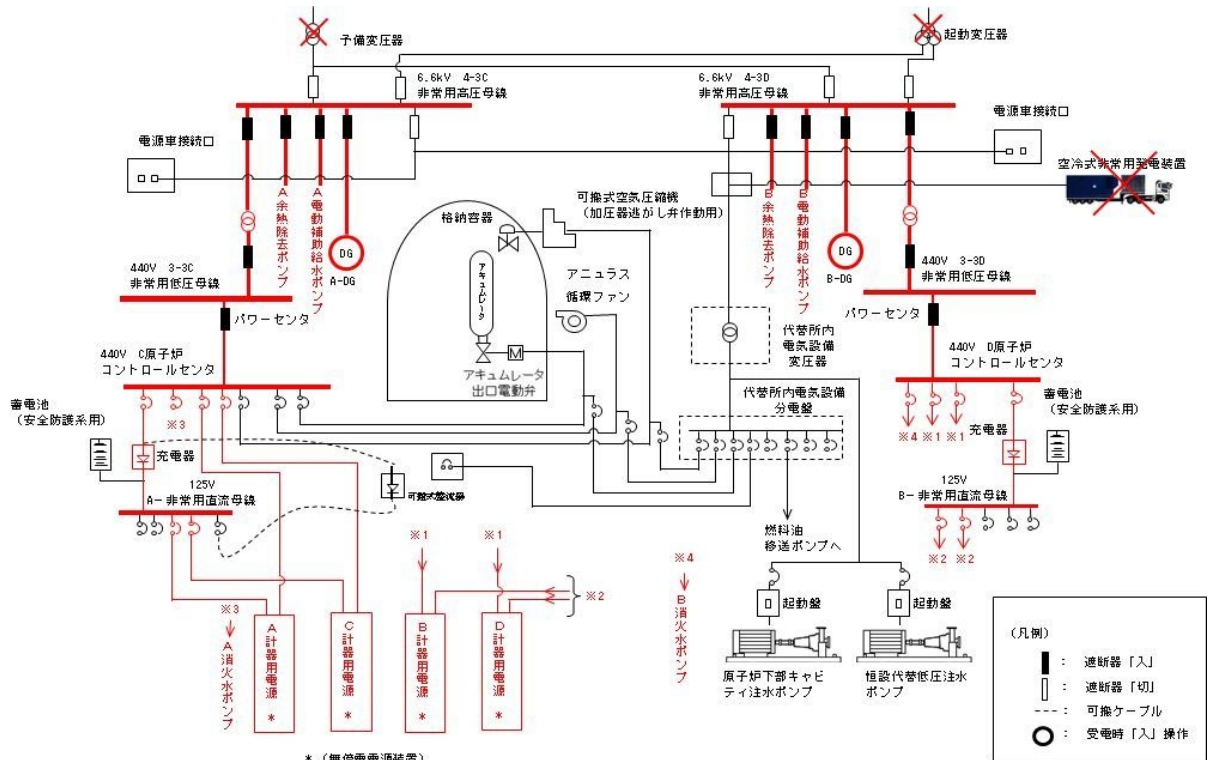 予備変圧器
起動変圧器
6.6kV 4-3C
非常用高圧母線
6.6kV 4-3D
非常用高圧母線
電源車接続口
電源車接続口
空冷式非常用発電装置
A余熱除去ポンプ
A電動補助給水ポンプ
DG
A-DG
格納容器
可搬式空気圧縮機
(加圧器逃がし弁作動用)
B余熱除去ポンプ
B電動補助給水ポンプ
DG
B-DG
440V 3-3C
非常用低圧母線
440V 3-3D
非常用低圧母線
アキュムレータ
アニュラス
循環ファン
パワーセンタ
パワーセンタ
代替所内
電気設備
変圧器
M
アキュムレータ
出口電動弁
440V C原子炉
コントロールセンタ
440V D原子炉
コントロールセンタ
代替所内電気設備
分電盤
蓄電池
(安全防護系用)
蓄電池
(安全防護系用)
※3
※4
※1
※1
充電器
充電器
125V
A-非常用直流母線
可搬式整流器
125V
B-非常用直流母線
燃料油
移送ポンプへ
※2
※2
※1
※1
※2
※4
B消火水ポンプ
※3
A消火水ポンプ
A計器用電源 *
C計器用電源 *
B計器用電源 *
D計器用電源 *
起動盤
起動盤
原子炉下部キャビ
ティ注水ポンプ
恒設代替低圧注水
ポンプ
(凡例)
: 遮断器「入」
: 遮断器「切」
: 可搬ケーブル
: 受電時「入」操作
* (無停電電源装置)